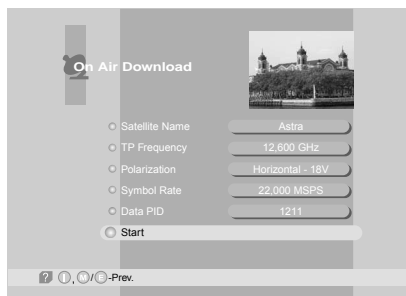 On Air Download
Satellite Name Astra
TP Frequency 12,600 GHz
Polarization Horizontal - 18V
Symbol Rate 22,000 MSPS
Data PID 1211
Start
? i, M/E-Prev.